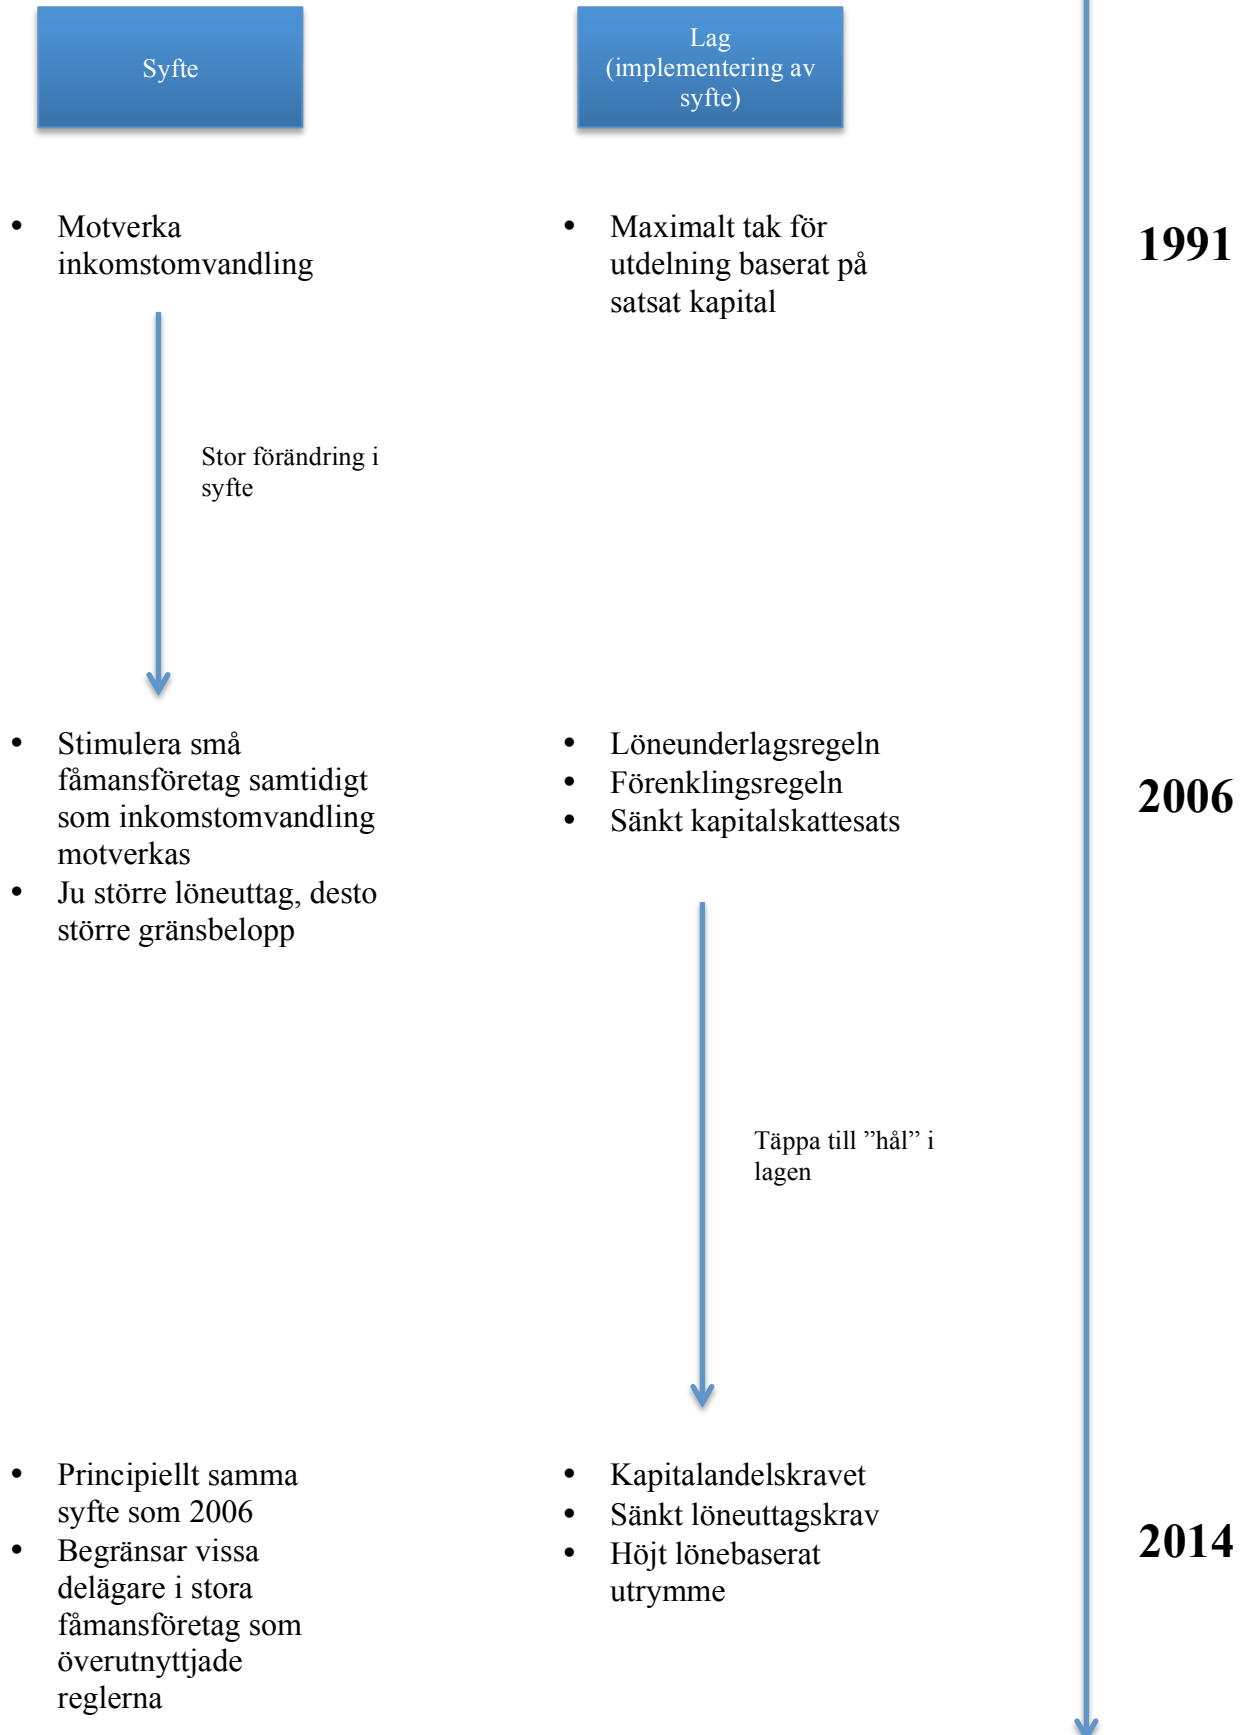 Syfte
Lag
(implementering av
syfte)
• Motverka
inkomstomvandling
• Maximalt tak för
utdelning baserat på
satsat kapital
1991
Stor förändring i
syfte
• Stimulera små
fåmansföretag samtidigt
som inkomstomvandling
motverkas
• Ju större löneuttag, desto
större gränsbelopp
• Löneunderlagsregeln
• Förenklingsregeln
• Sänkt kapitalskattesats
2006
Täppa till ”hål” i
lagen
• Principiellt samma
syfte som 2006
• Begränsar vissa
delägare i stora
fåmansföretag som
överutnyttjade
reglerna
• Kapitalandelskravet
• Sänkt löneuttagskrav
• Höjt lönebaserat
utrymme
2014